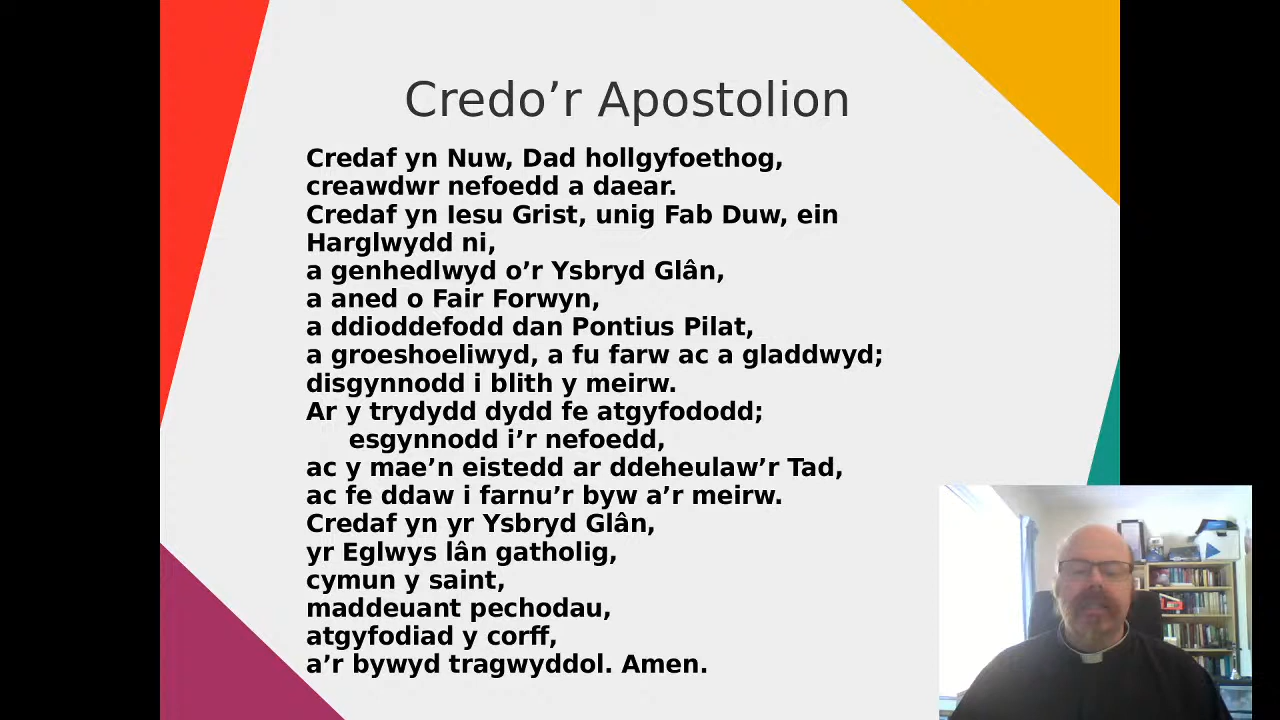 Credo’r Apostolion
Credaf yn Nuw, Dad hollgyfoethog,
creawdwr nefoedd a daear.
Credaf yn Iesu Grist, unig Fab Duw, ein
Harglwydd ni,
a genhedlwyd o’r Ysbryd Glân,
a aned o Fair Forwyn,
a ddioddefodd dan Pontius Pilat,
a groeshoeliwyd, a fu farw ac a gladdwyd;
disgynnodd i blith y meirw.
Ar y trydydd dydd fe atgyfododd;
esgynnodd i’r nefoedd,
ac y mae’n eistedd ar ddeheulaw’r Tad,
ac fe ddaw i farnu’r byw a’r meirw.
Credaf yn yr Ysbryd Glân,
yr Eglwys lân gatholig,
cymun y saint,
maddeuant pechodau,
atgyfodiad y corff,
a’r bywyd tragwyddol. Amen.